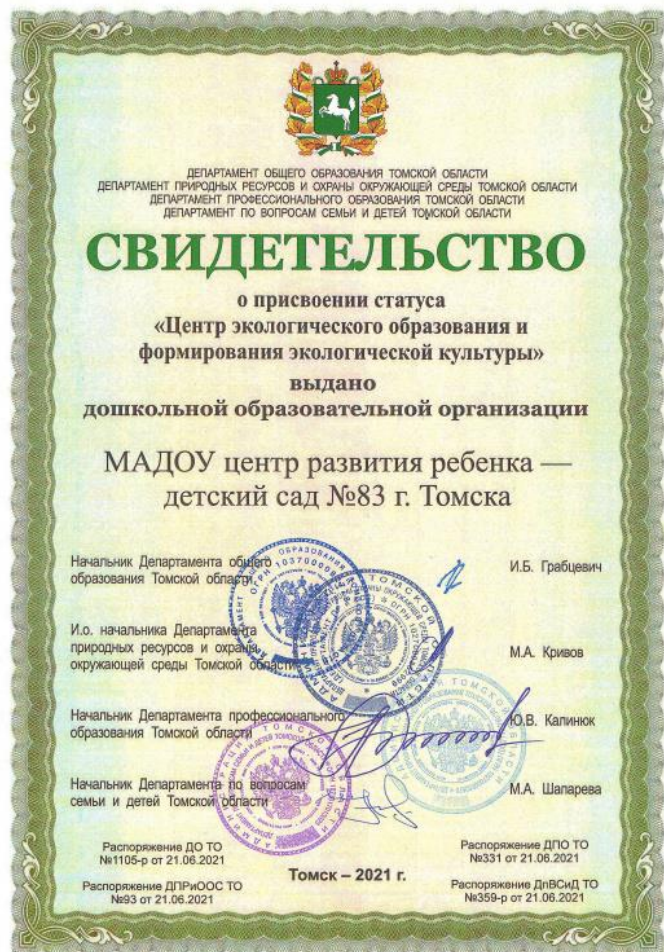 ДЕПАРТАМЕНТ ОБЩЕГО ОБРАЗОВАНИЯ ТОМСКОЙ ОБЛАСТИ
ДЕПАРТАМЕНТ ПРИРОДНЫХ РЕСУРСОВ И ОХРАНЫ ОКРУЖАЮЩЕЙ СРЕДЫ ТОМСКОЙ ОБЛАСТИ
ДЕПАРТАМЕНТ ПРОФЕССИОНАЛЬНОГО ОБРАЗОВАНИЯ ТОМСКОЙ ОБЛАСТИ
ДЕПАРТАМЕНТ ПО ВОПРОСАМ СЕМЬИ И ДЕТЕЙ ТОМСКОЙ ОБЛАСТИ
СВИДЕТЕЛЬСТВО
о присвоении статуса
«Центр экологического образования и
формирования экологической культуры»
выдано
дошкольной образовательной организации
МАДОУ центр развития ребенка —
детский сад №83 г. Томска
Начальник Департамента общего
образования Томской области
И.Б. Грабцевич
И.о. начальника Департамента
природных ресурсов и охраны
окружающей среды Томской области
М.А. Кривов
Начальник Департамента профессионального
образования Томской области
Ю.В. Калинюк
Начальник Департамента по вопросам
семьи и детей Томской области
М.А. Шапарева
Распоряжение ДО ТО
№1105-р от 21.06.2021
Распоряжение ДПРиООС ТО
№93 от 21.06.2021
Томск – 2021 г.
Распоряжение ДПО ТО
№331 от 21.06.2021
Распоряжение ДпВСиД ТО
№359-р от 21.06.2021